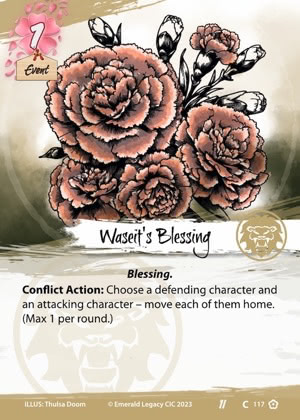 1
Event
Waseit's Blessing
Blessing.
Conflict Action: Choose a defending character and
an attacking character – move each of them home.
(Max 1 per round.)
ILLUS: Thulsa Doom © Emerald Legacy CIC 2023 C 117